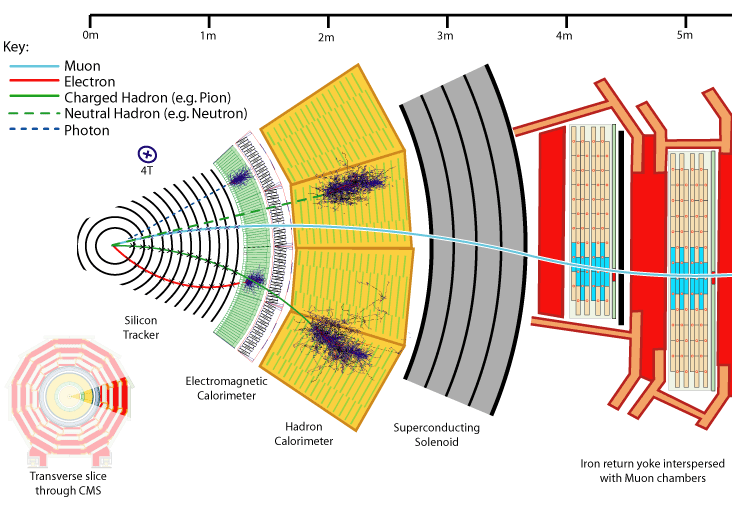 0m 1m 2m 3m 4m 5m
Key:
Muon
Electron
Charged Hadron (e.g. Pion)
Neutral Hadron (e.g. Neutron)
Photon
4T
Silicon
Tracker
Electromagnetic
Calorimeter
Hadron
Calorimeter
Superconducting
Solenoid
Iron return yoke interspersed
with Muon chambers
Transverse slice
through CMS